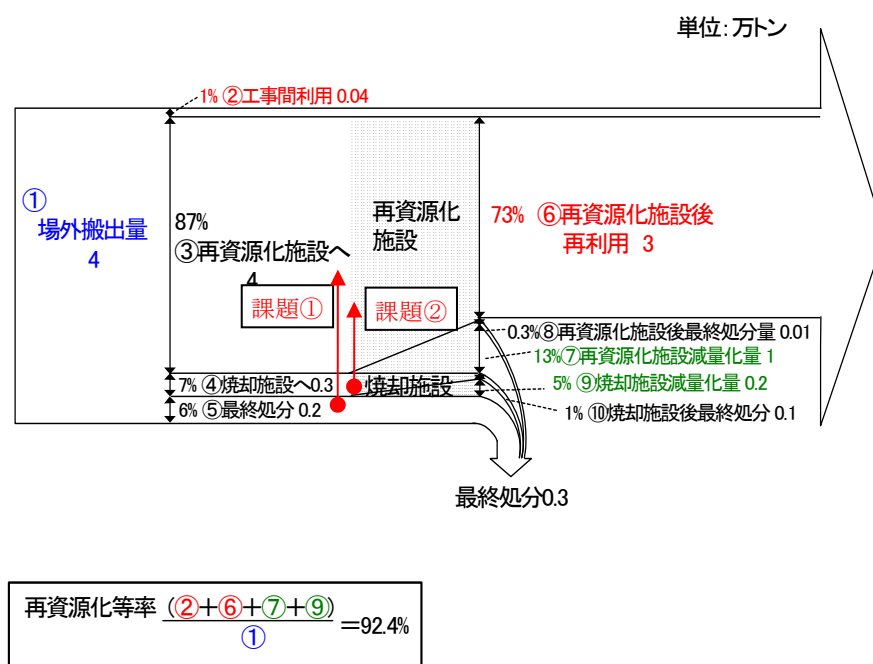 単位：万トン
1% ②工事間利用 0.04
①
場外搬出量
4
87%
③再資源化施設へ
4
再資源化
施設
73% ⑥再資源化施設後
再利用 3
課題①
課題②
0.3%⑧再資源化施設後最終処分量 0.01
13%⑦再資源化施設減量化量 1
7% ④焼却施設へ0.3
焼却施設
5% ⑨焼却施設減量化量 0.2
6% ⑤最終処分 0.2
1% ⑩焼却施設後最終処分 0.1
最終処分0.3
再資源化等率 (②+⑥+⑦+⑨)
①
=92.4%